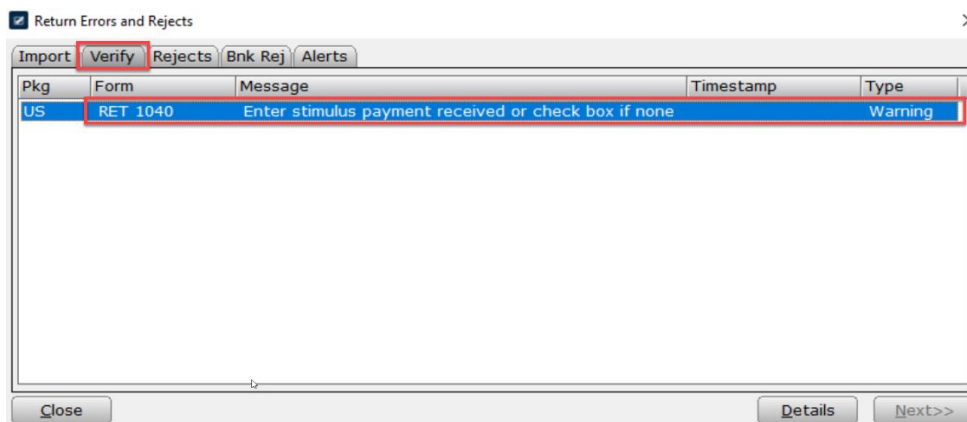 Return Errors and Rejects
Import Verify Rejects Bnk Rej Alerts
Pkg Form Message Timestamp Type
US RET 1040 Enter stimulus payment received or check box if none Warning
Close Details Next>>